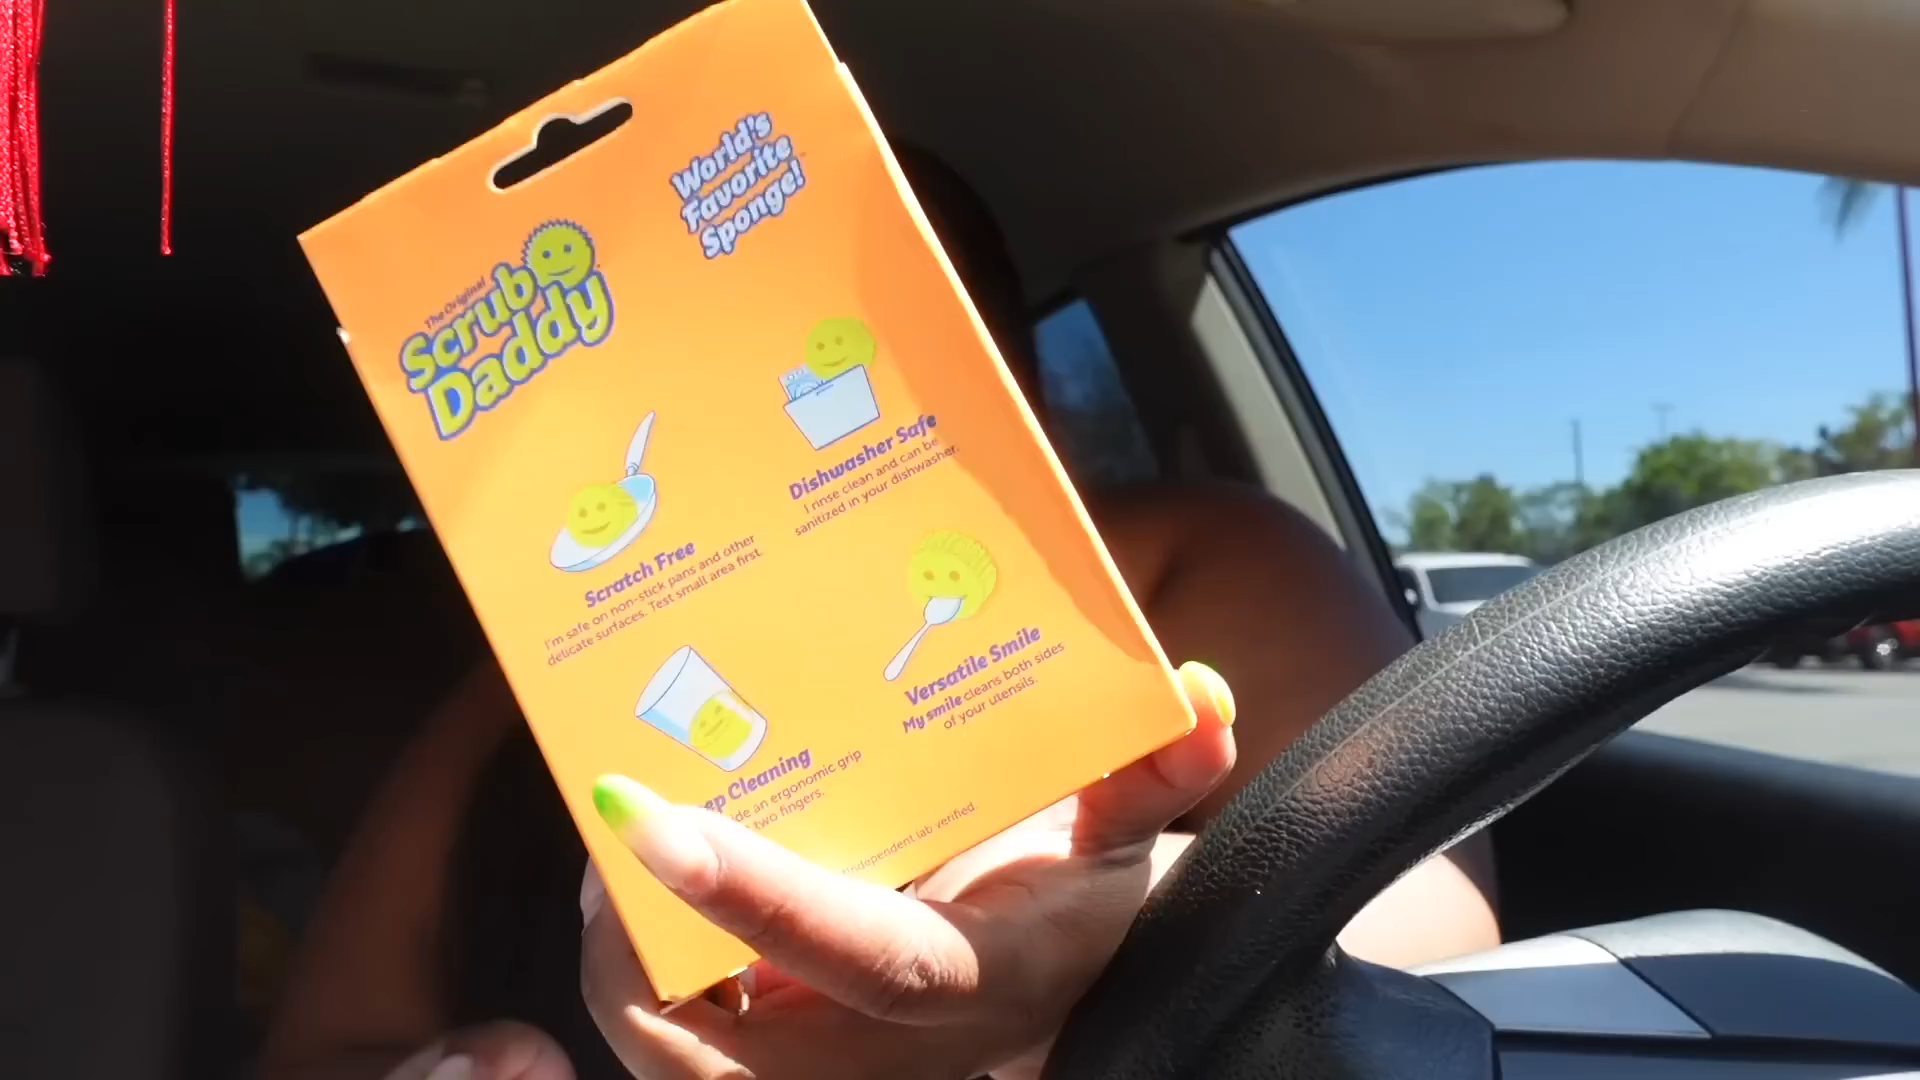 The Original
Scrub
Daddy
World's
Favorite
Sponge!
Scratch Free
I'm safe on non-stick pans and other
delicate surfaces. Test small area first.
Dishwasher Safe
I rinse clean and can be
sanitized in your dishwasher.
Cleaning
an ergonomic grip
two fingers.
Versatile Smile
My smile cleans both sides
of your utensils.
independent lab verified.